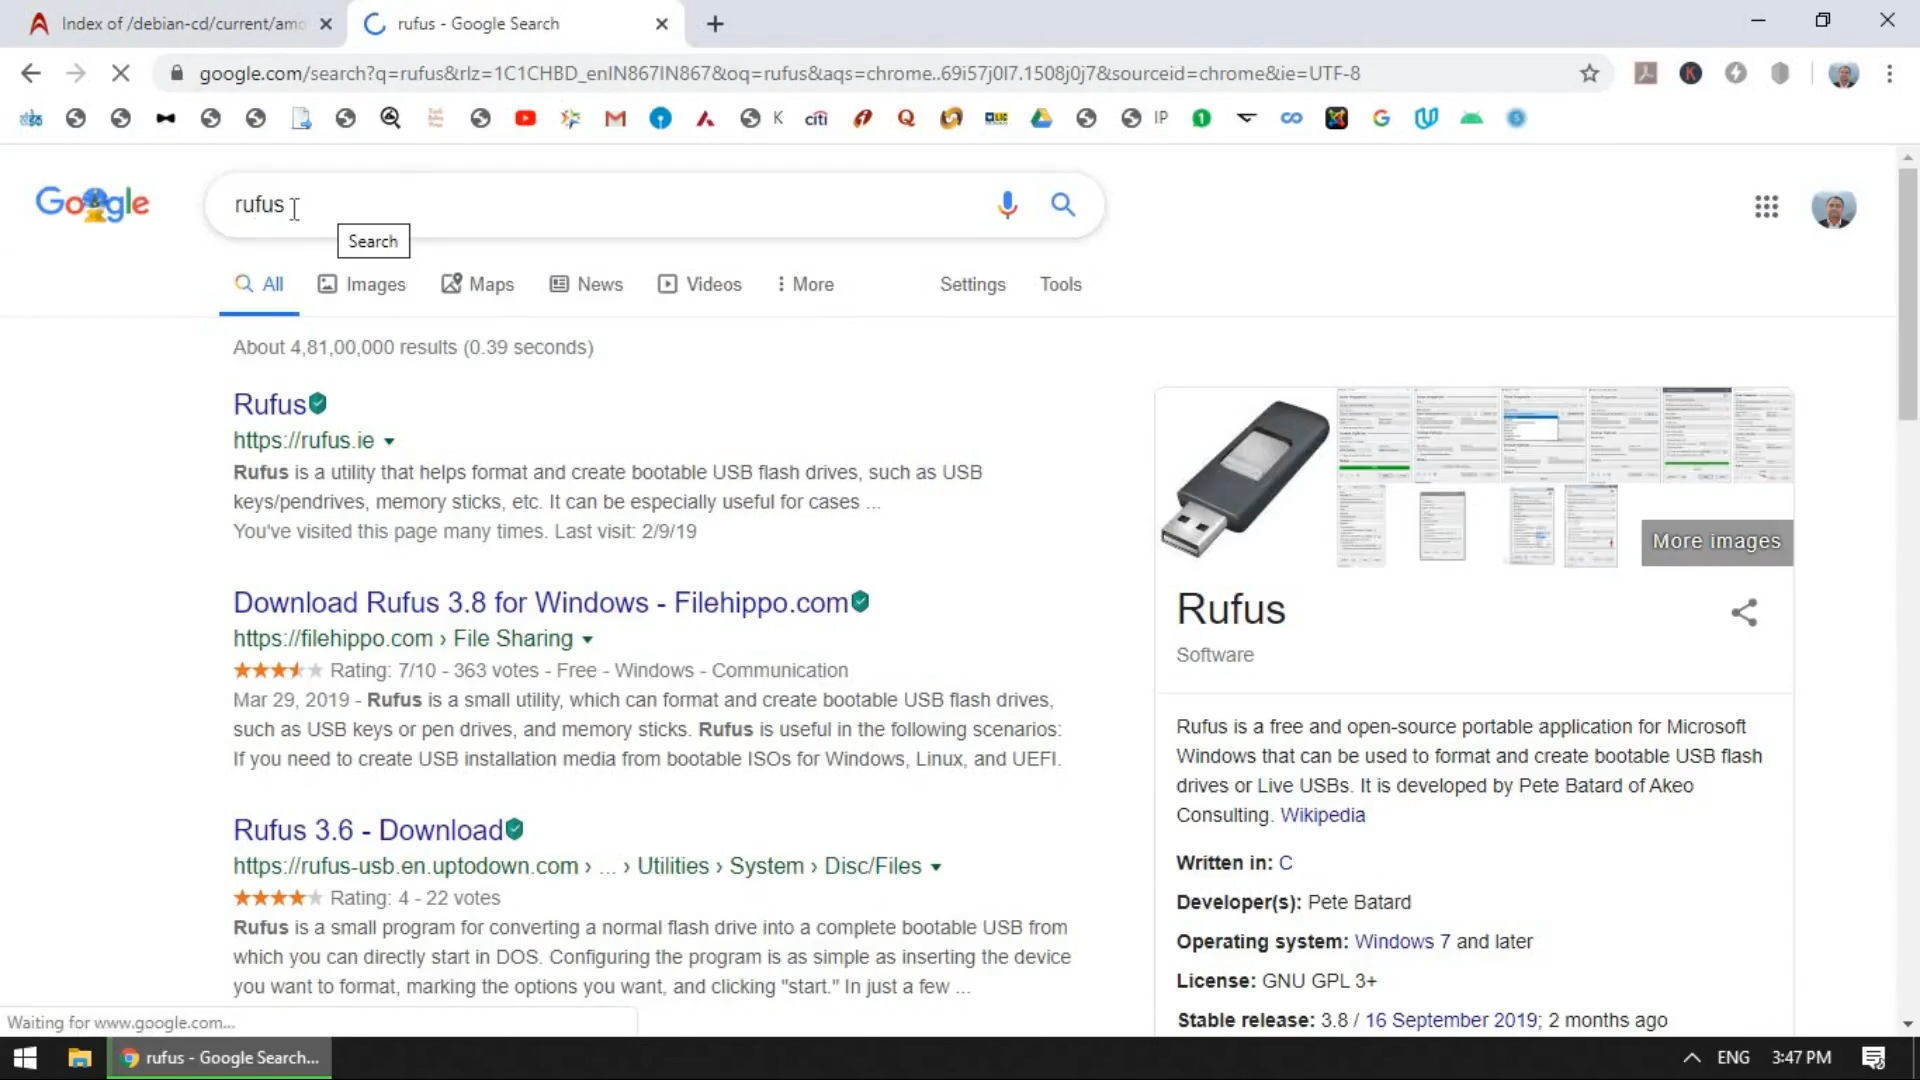 Index of /debian-cd/current/amo
rufus - Google Search
google.com/search?q=rufus&rlz=1C1CHBD_enIN867IN867&oq=rufus&aqs=chrome..69i57j0l7.1508j0j7&sourceid=chrome&ie=UTF-8
K
citi
LIC
IP
Google
rufus
Search
All
Images
Maps
News
Videos
More
Settings
Tools
About 4,81,00,000 results (0.39 seconds)
Rufus
https://rufus.ie
Rufus is a utility that helps format and create bootable USB flash drives, such as USB
keys/pendrives, memory sticks, etc. It can be especially useful for cases ...
You've visited this page many times. Last visit: 2/9/19
Download Rufus 3.8 for Windows - Filehippo.com
https://filehippo.com › File Sharing
Rating: 7/10 - 363 votes - Free - Windows - Communication
Mar 29, 2019 - Rufus is a small utility, which can format and create bootable USB flash drives,
such as USB keys or pen drives, and memory sticks. Rufus is useful in the following scenarios:
If you need to create USB installation media from bootable ISOs for Windows, Linux, and UEFI.
Rufus 3.6 - Download
https://rufus-usb.en.uptodown.com › ... › Utilities › System › Disc/Files
Rating: 4 - 22 votes
Rufus is a small program for converting a normal flash drive into a complete bootable USB from
which you can directly start in DOS. Configuring the program is as simple as inserting the device
you want to format, marking the options you want, and clicking "start." In just a few ...
More images
Rufus
Software
Rufus is a free and open-source portable application for Microsoft
Windows that can be used to format and create bootable USB flash
drives or Live USBs. It is developed by Pete Batard of Akeo
Consulting. Wikipedia
Written in: C
Developer(s): Pete Batard
Operating system: Windows 7 and later
License: GNU GPL 3+
Stable release: 3.8 / 16 September 2019; 2 months ago
Waiting for www.google.com...
rufus - Google Search...
ENG
3:47 PM